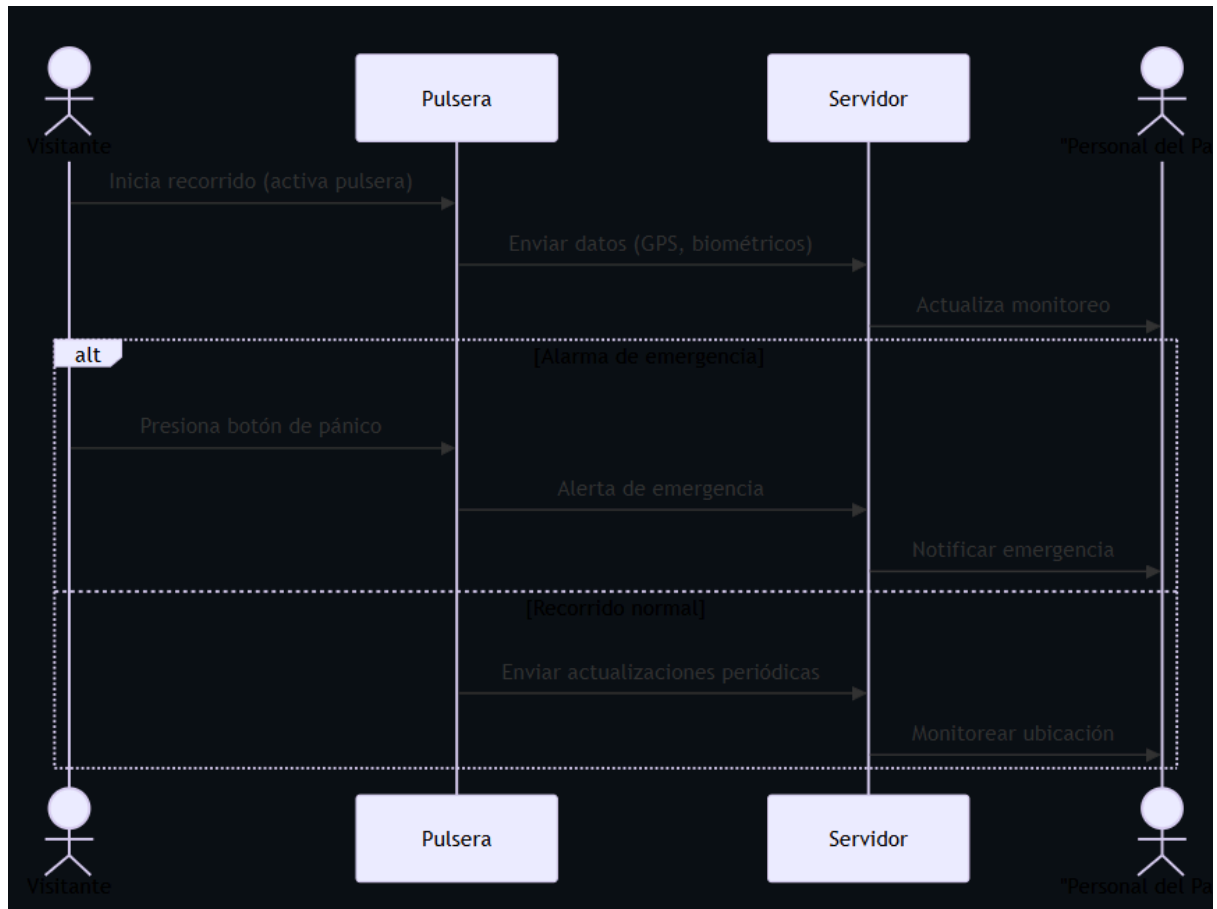 Pulsera
Servidor
Visitante
"Personal del Pa
Inicia recorrido (activa pulsera)
Enviar datos (GPS, biométricos)
Actualiza monitoreo
alt
[Alarma de emergencia]
Presiona botón de pánico
Alerta de emergencia
Notificar emergencia
[Recorrido normal]
Enviar actualizaciones periódicas
Monitorear ubicación
Pulsera
Servidor
Visitante
"Personal del Pa